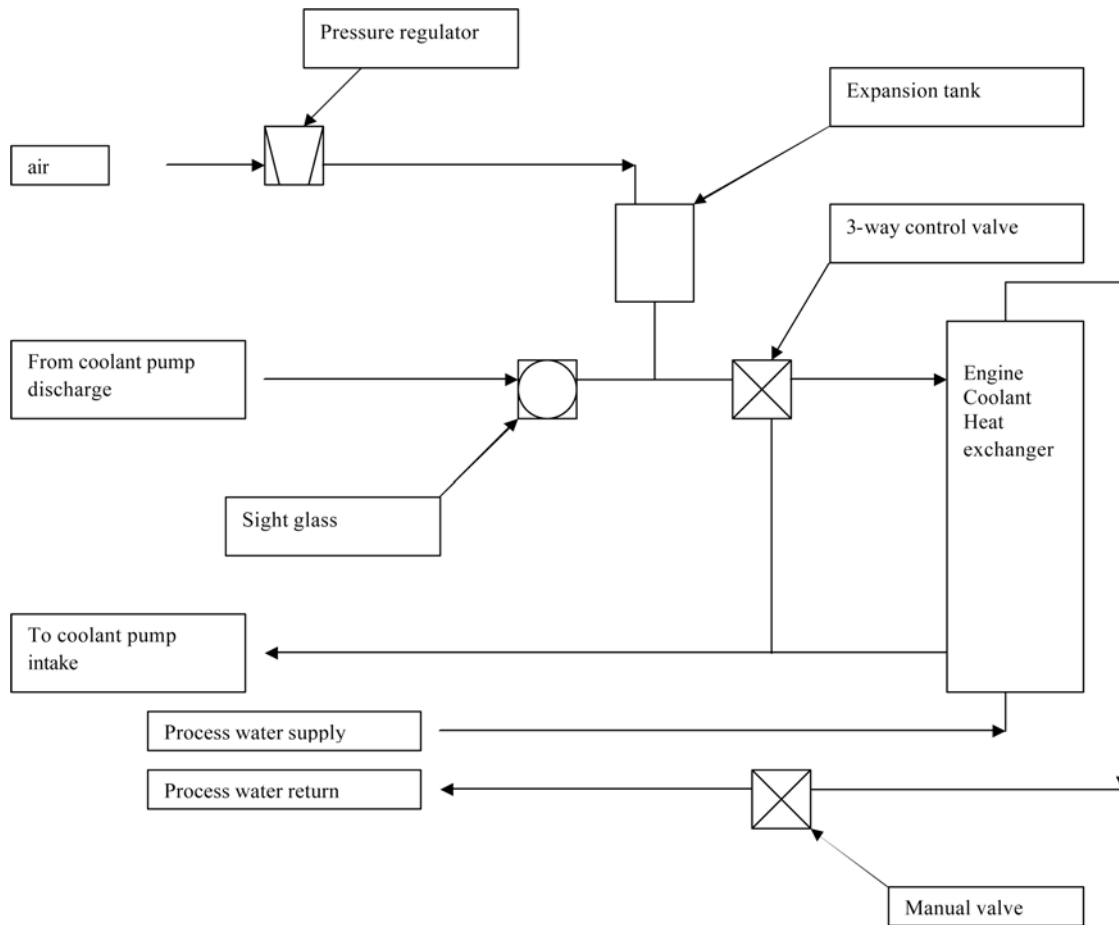 Pressure regulator
Expansion tank
air
3-way control valve
From coolant pump
discharge
Engine
Coolant
Heat
exchanger
Sight glass
To coolant pump
intake
Process water supply
Process water return
Manual valve